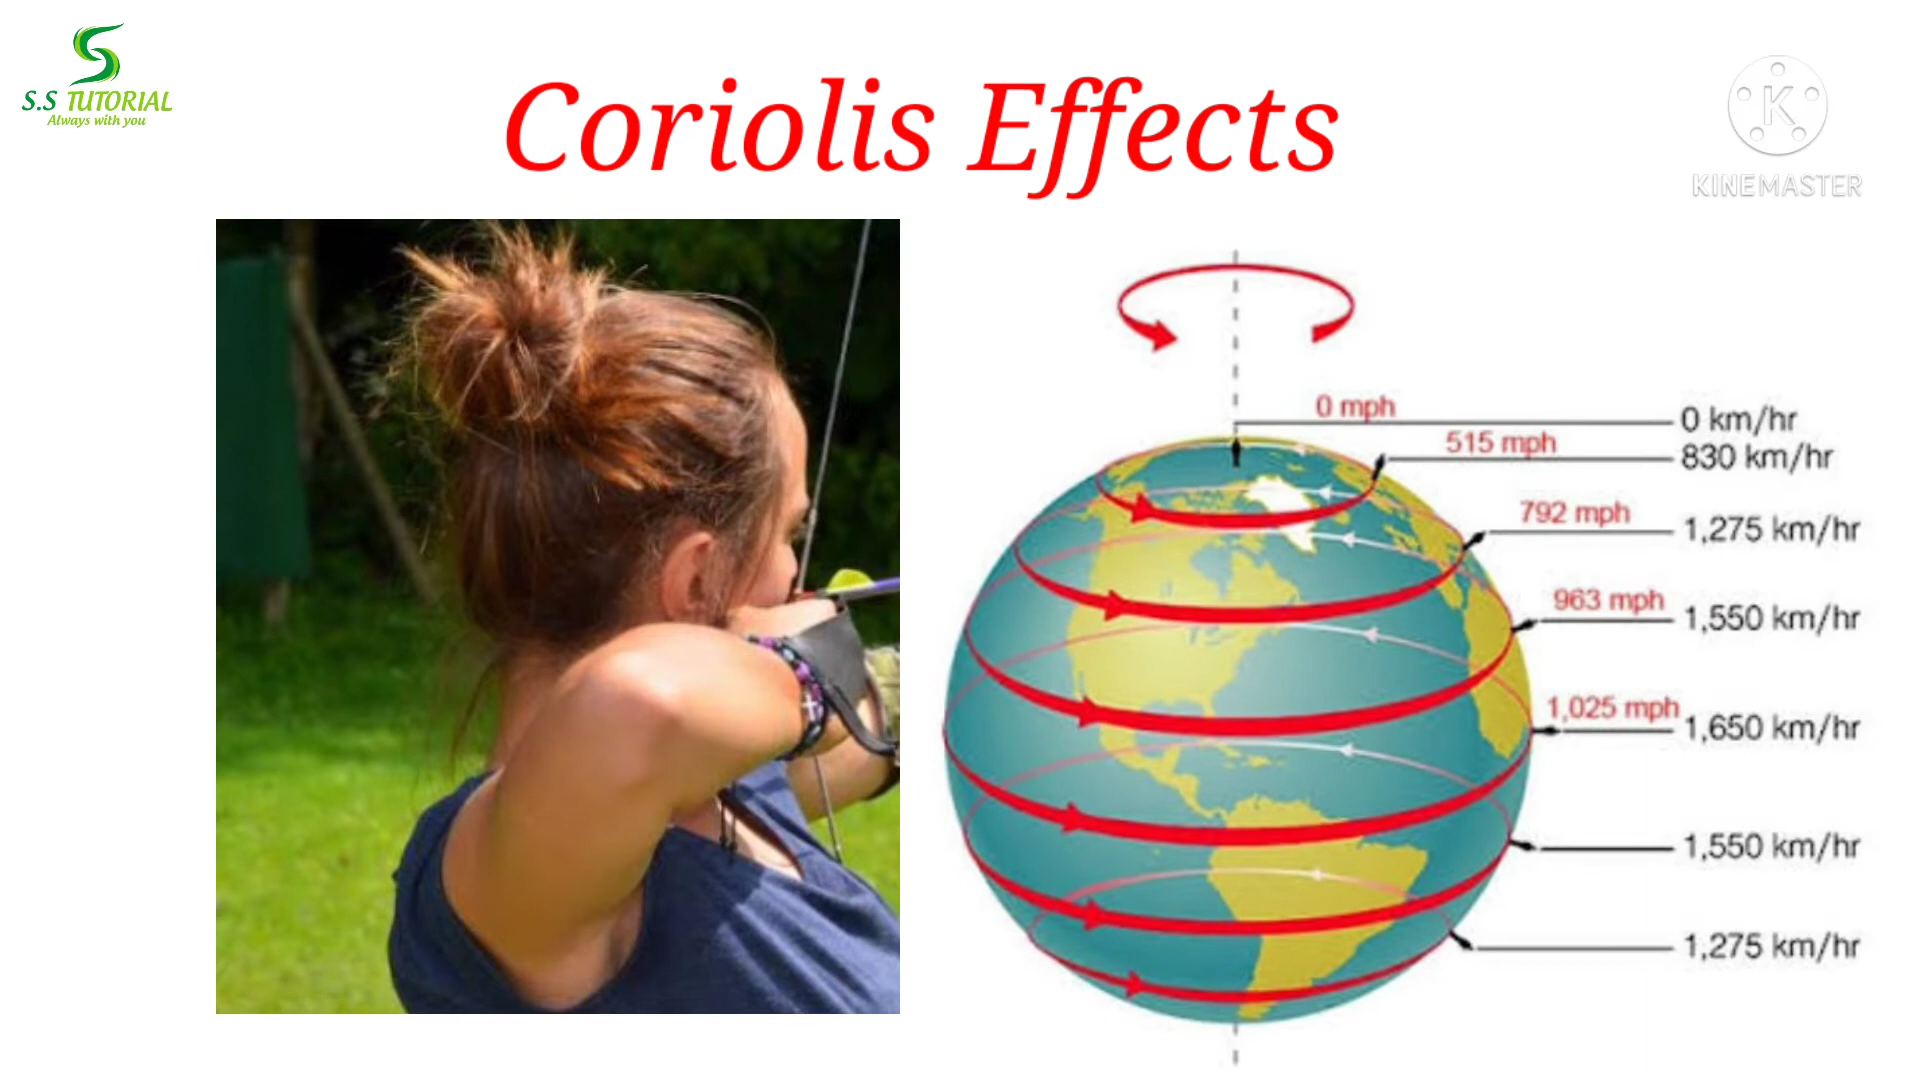 S.S TUTORIAL
Always with you
Coriolis Effects
K
KINEMASTER
0 mph
0 km/hr
515 mph
830 km/hr
792 mph
1,275 km/hr
963 mph
1,550 km/hr
1,025 mph
1,650 km/hr
1,550 km/hr
1,275 km/hr